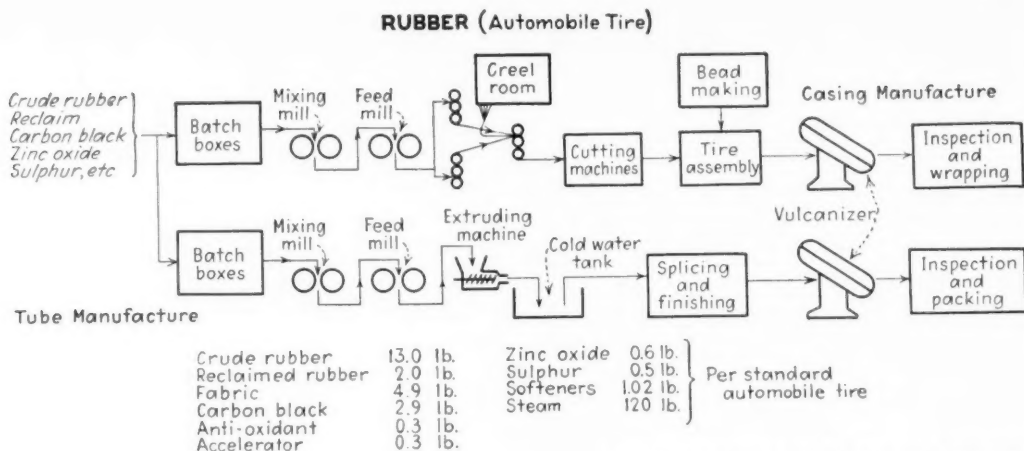 RUBBER (Automobile Tire)
Crude rubber
Reclaim
Carbon black
Zinc oxide
Sulphur, etc
Batch
boxes
Mixing
mill
Feed
mill
Creel
room
Cutting
machines
Bead
making
Tire
assembly
Casing Manufacture
Inspection
and
wrapping
Vulcanizer
Batch
boxes
Mixing
mill
Feed
mill
Extruding
machine
Cold water
tank
Splicing
and
finishing
Inspection
and
packing
Tube Manufacture
Crude rubber 13.0 lb.
Reclaimed rubber 2.0 lb.
Fabric 4.9 lb.
Carbon black 2.9 lb.
Anti-oxidant 0.3 lb.
Accelerator 0.3 lb.
Zinc oxide 0.6 lb.
Sulphur 0.5 lb.
Softeners 1.02 lb.
Steam 120 lb.
Per standard
automobile tire